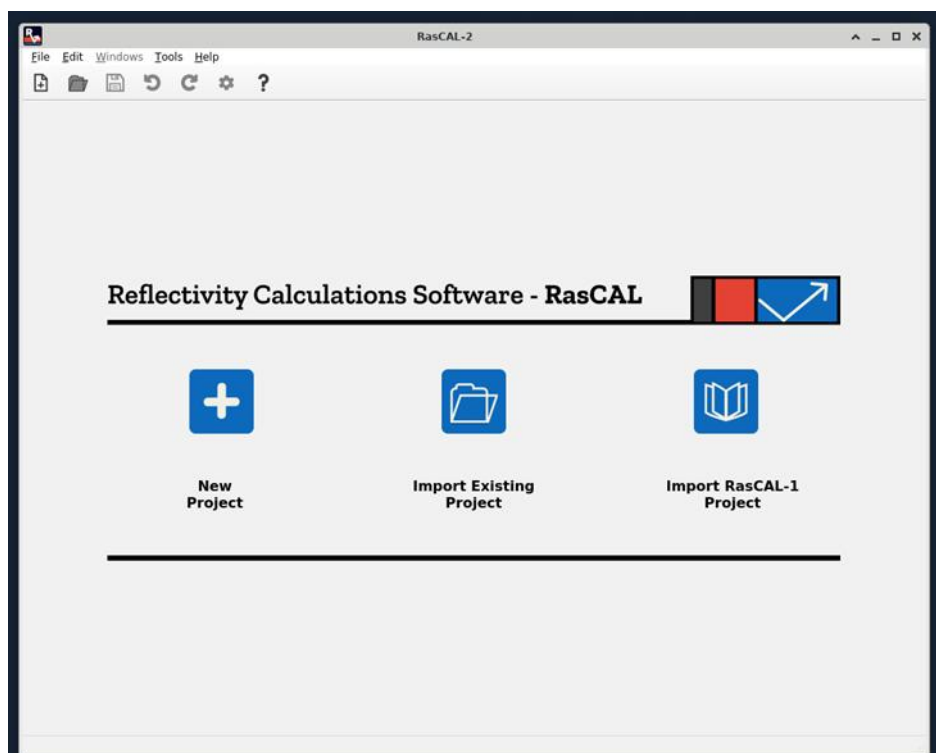 RasCAL-2
File Edit Windows Tools Help
Reflectivity Calculations Software - RasCAL
New
Project
Import Existing
Project
Import RasCAL-1
Project